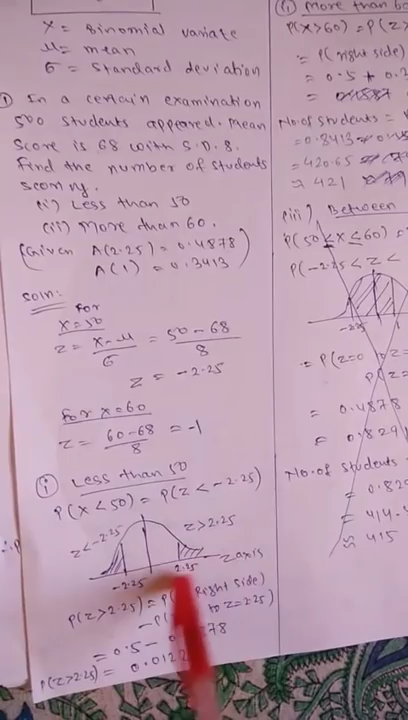 X = Binomial variate
μ = mean
σ = Standard deviation
① In a certain examination
500 students appeared. Mean
score is 68 with S.D 8.
Find the number of students
scoring.
(i) Less than 50
(ii) More than 60.
(Given A(2.25) = 0.4878)
A(1) = 0.3413
Soln:
For
X = 50
Z = X-μ/σ = 50-68/8
Z = -2.25
For X=60
Z = 60-68/8 = -1
(i) Less than 50
P(X<50) = P(Z<-2.25)
Z<-2.25
Z>2.25
-2.25
2.25
Z axis
P(Z>2.25) = P(Right side)
- P( to Z=2.25)
= 0.5 - 0. 78
P(Z>2.25) = 0.0122
(ii) More than
P(X>60) = P(Z
= P(right side)
= 0.5 + 0.3
=
No. of students =
= 0.8413
= 420.65
≈ 421
(iii) Between
P(50≤X≤60) =
P(-2.25<Z<
-2.25
= P(Z=0
P(Z=
= 0.4878
= 0.8291
No. of students =
= 0.829
= 414.
≈ 415